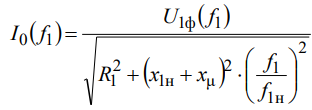 I₀(f₁) = U₁ф(f₁) / √(R₁² + (x₁н + xμ)² · (f₁ / f₁н)²)